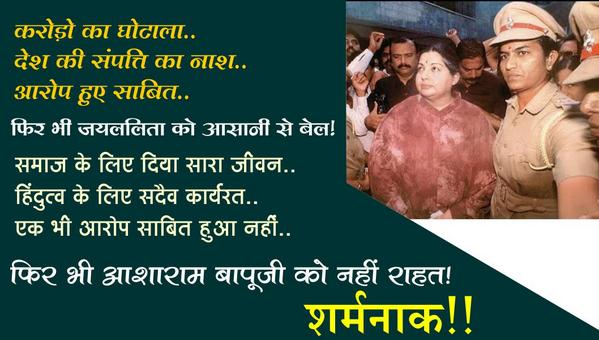 करोड़ो का घोटाला..
देश की संपत्ति का नाश..
आरोप हुए साबित..
फिर भी जयललिता को आसानी से बेल!
समाज के लिए दिया सारा जीवन..
हिंदुत्व के लिए सदैव कार्यरत..
एक भी आरोप साबित हुआ नहीं..
फिर भी आशाराम बापूजी को नहीं राहत!
शर्मनाक!!